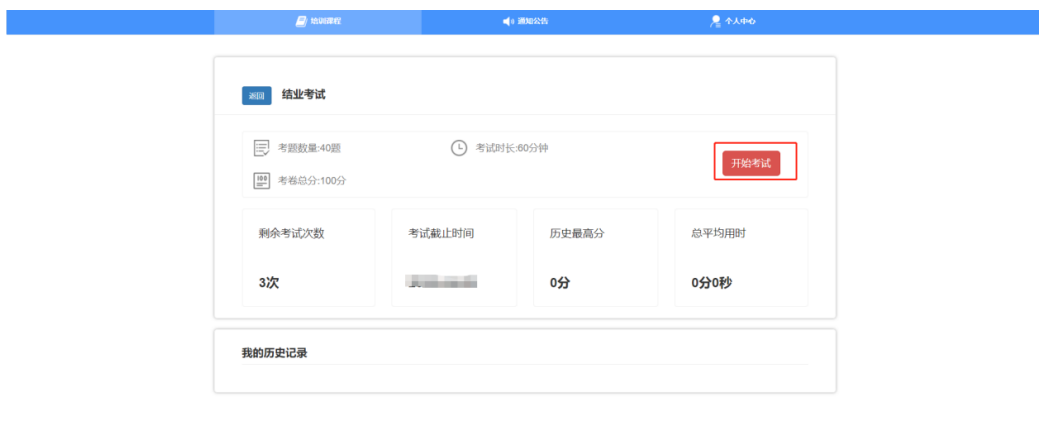 培训课程 通知公告 个人中心
返回 结业考试
考题数量:40题 考试时长:60分钟
开始考试
100 考卷总分:100分
剩余考试次数 考试截止时间 历史最高分 总平均用时
3次 0分 0分0秒
我的历史记录